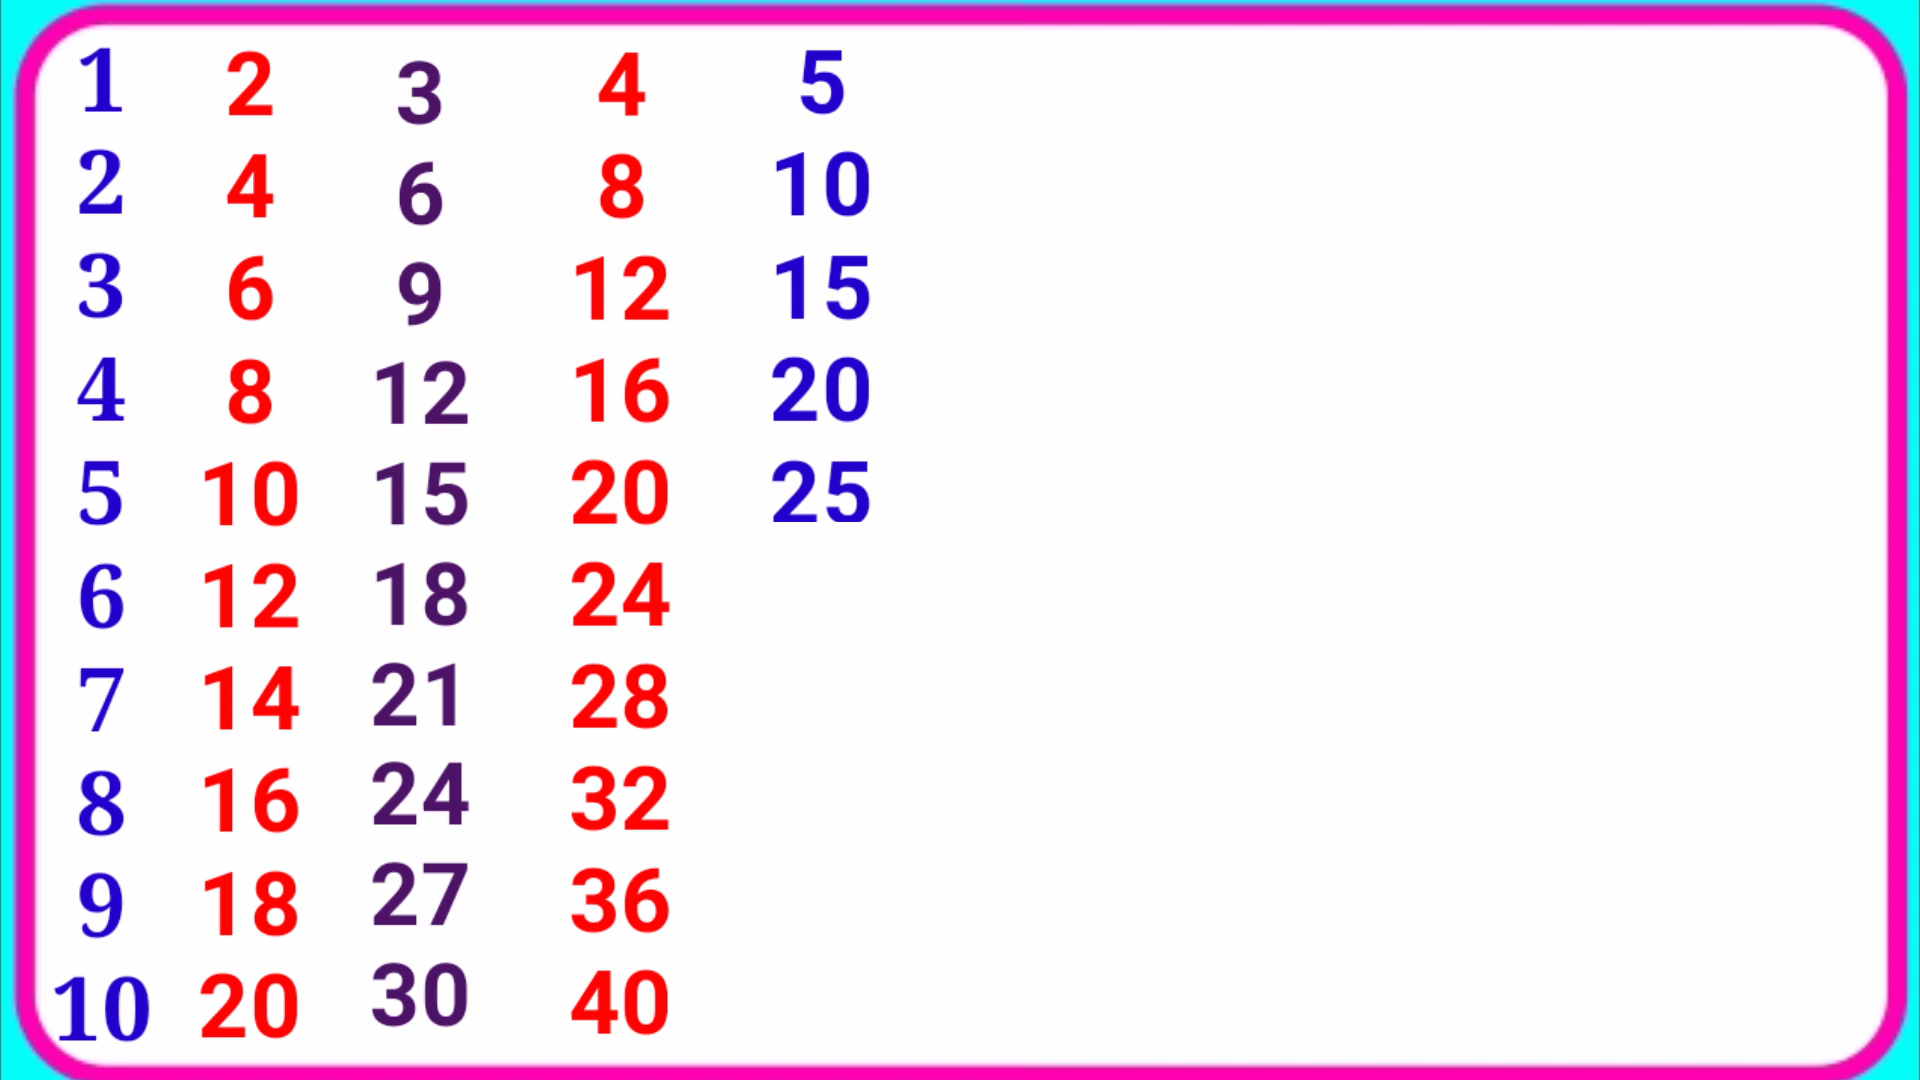 1 2 3 4 5
2 4 6 8 10
3 6 9 12 15
4 8 12 16 20
5 10 15 20 25
6 12 18 24
7 14 21 28
8 16 24 32
9 18 27 36
10 20 30 40